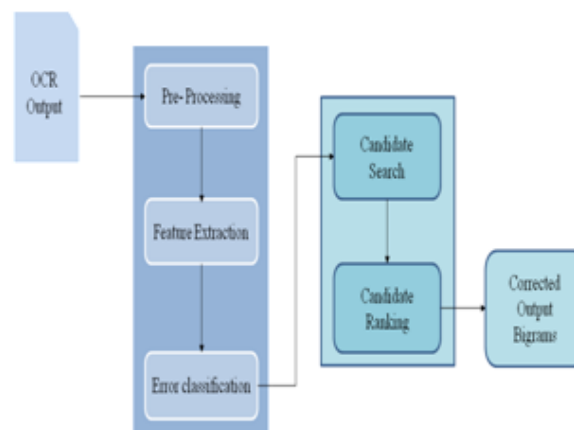 OCR
Output
Pre- Processing
Feature Extraction
Error classification
Candidate
Search
Candidate
Ranking
Corrected
Output
Bigrams